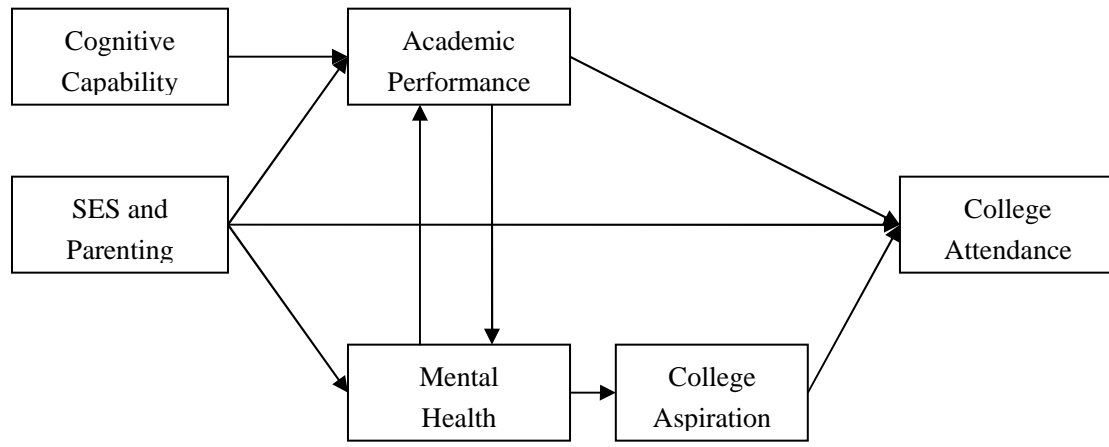 Cognitive
Capability
Academic
Performance
SES and
Parenting
College
Attendance
Mental
Health
College
Aspiration